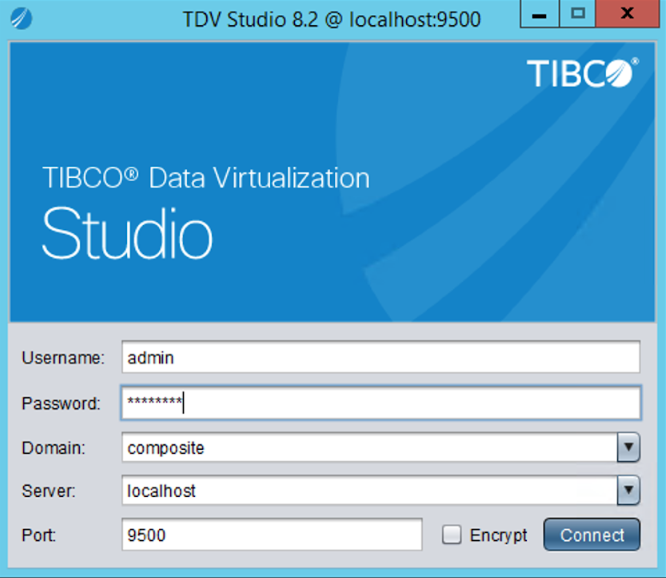 TDV Studio 8.2 @ localhost:9500
TIBCO®
TIBCO® Data Virtualization
Studio
Username: admin
Password: ********
Domain: composite
Server: localhost
Port: 9500 Encrypt Connect